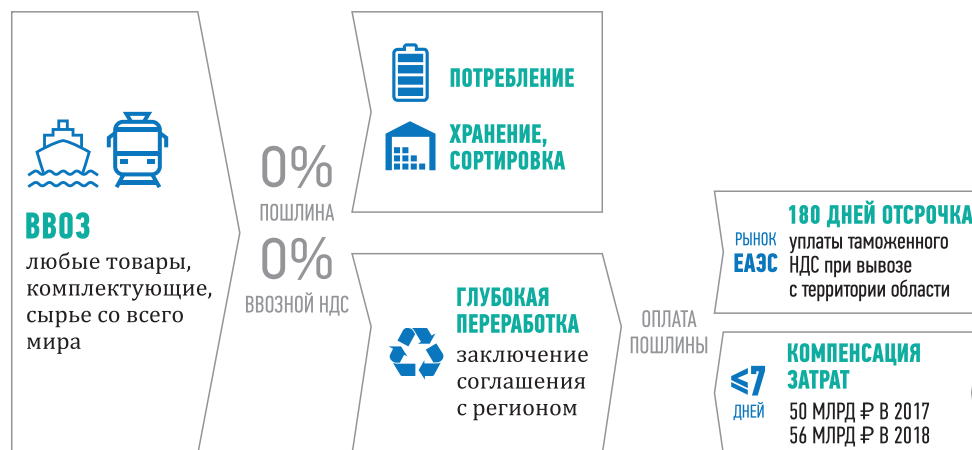 ВВОЗ
любые товары,
комплектующие,
сырье со всего
мира
0%
ПОШЛИНА
0%
ВВОЗНОЙ НДС
ПОТРЕБЛЕНИЕ
ХРАНЕНИЕ,
СОРТИРОВКА
ГЛУБОКАЯ
ПЕРЕРАБОТКА
заключение
соглашения
с регионом
ОПЛАТА
ПОШЛИНЫ
РЫНОК
ЕАЭС
180 ДНЕЙ ОТСРОЧКА
уплаты таможенного
НДС при вывозе
с территории области
≤7
ДНЕЙ
КОМПЕНСАЦИЯ
ЗАТРАТ
50 МЛРД ₽ В 2017
56 МЛРД ₽ В 2018